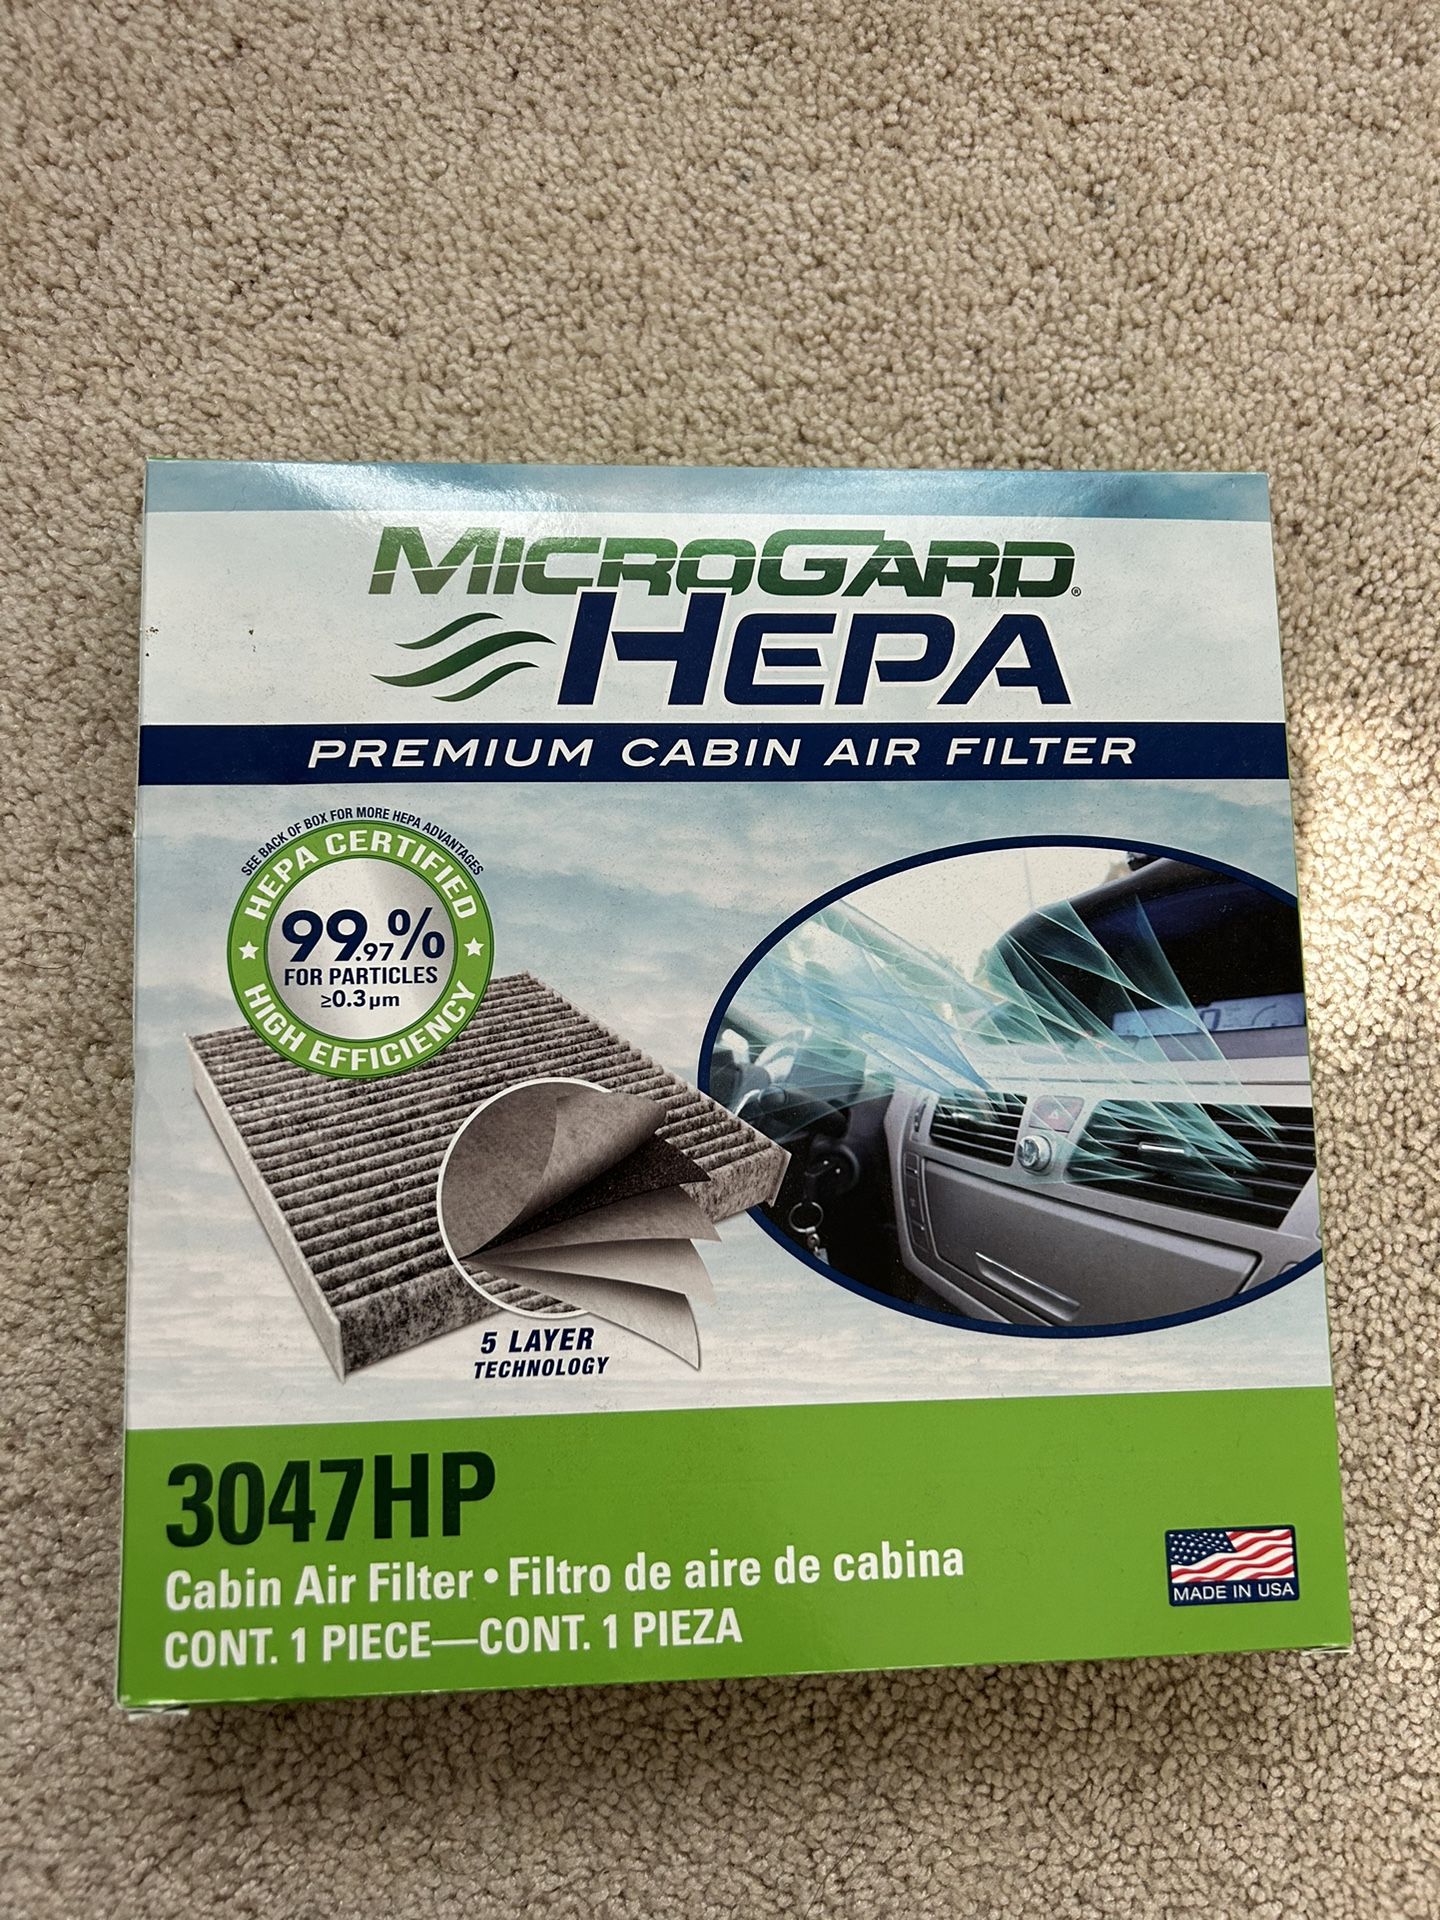 MICROGARD®
HEPA
PREMIUM CABIN AIR FILTER
SEE BACK OF BOX FOR MORE HEPA ADVANTAGES
HEPA CERTIFIED
99.97%
FOR PARTICLES
≥0.3 µm
HIGH EFFICIENCY
5 LAYER
TECHNOLOGY
3047HP
Cabin Air Filter • Filtro de aire de cabina
CONT. 1 PIECE—CONT. 1 PIEZA
MADE IN USA